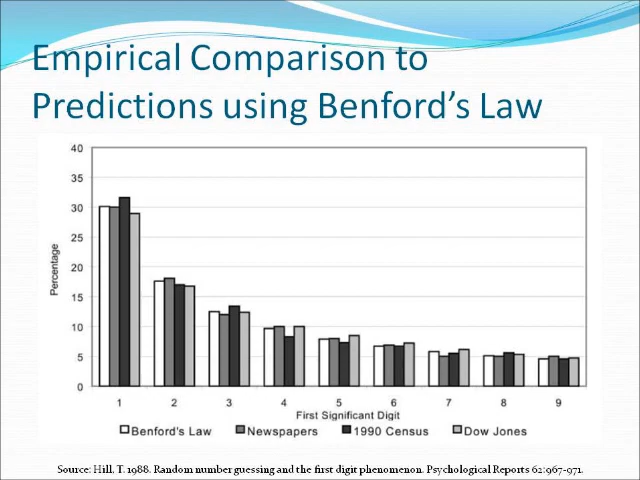 Empirical Comparison to
Predictions using Benford's Law
40
35
30
25
20
15
10
5
0
Percentage
1 2 3 4 5 6 7 8 9
First Significant Digit
Benford's Law Newspapers 1990 Census Dow Jones
Source: Hill, T. 1988. Random number guessing and the first digit phenomenon. Psychological Reports 62:967-971.